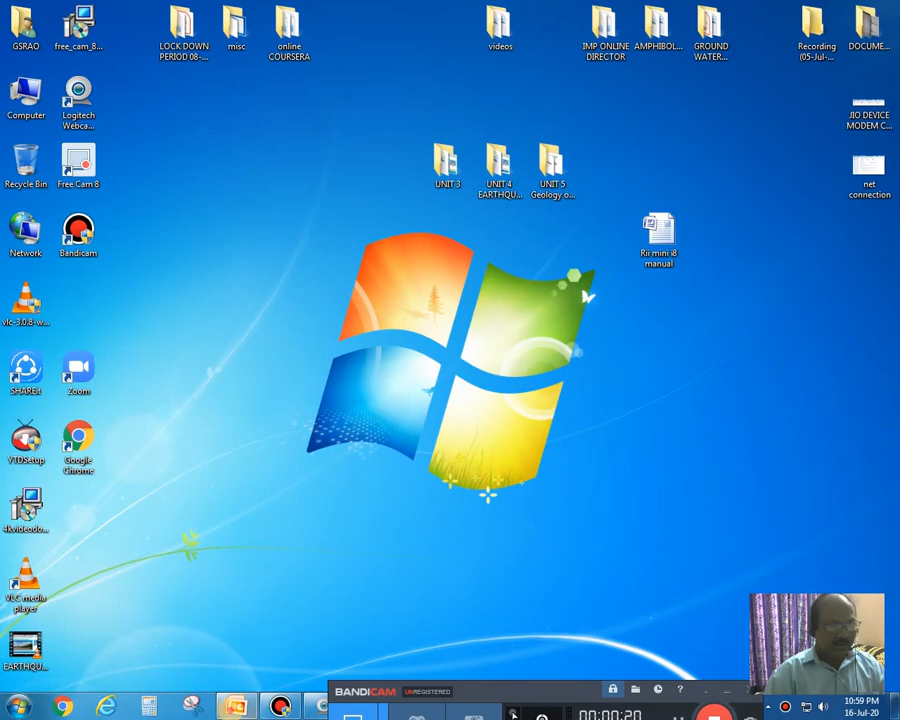 GSRAO
free_cam_8...
LOCK DOWN
PERIOD 08-...
misc
online
COURSERA
videos
IMP ONLINE
DIRECTOR
AMPHIBOL...
GROUND
WATER...
Recording
(05-Jul-...
DOCUME...
Computer
Logitech
Webca...
JIO DEVICE
MODEM C...
Recycle Bin
Free Cam 8
UNIT 3
UNIT 4
EARTHQU...
UNIT 5
Geology o...
net
connection
Network
Bandicam
Rii mini i8
manual
vlc-3.0.8-w...
SHAREit
Zoom
YTDSetup
Google
Chrome
4kvideodo...
VLC media
player
EARTHQU...
BANDICAM
UNREGISTERED
00:00:20
10:59 PM
16-Jul-20